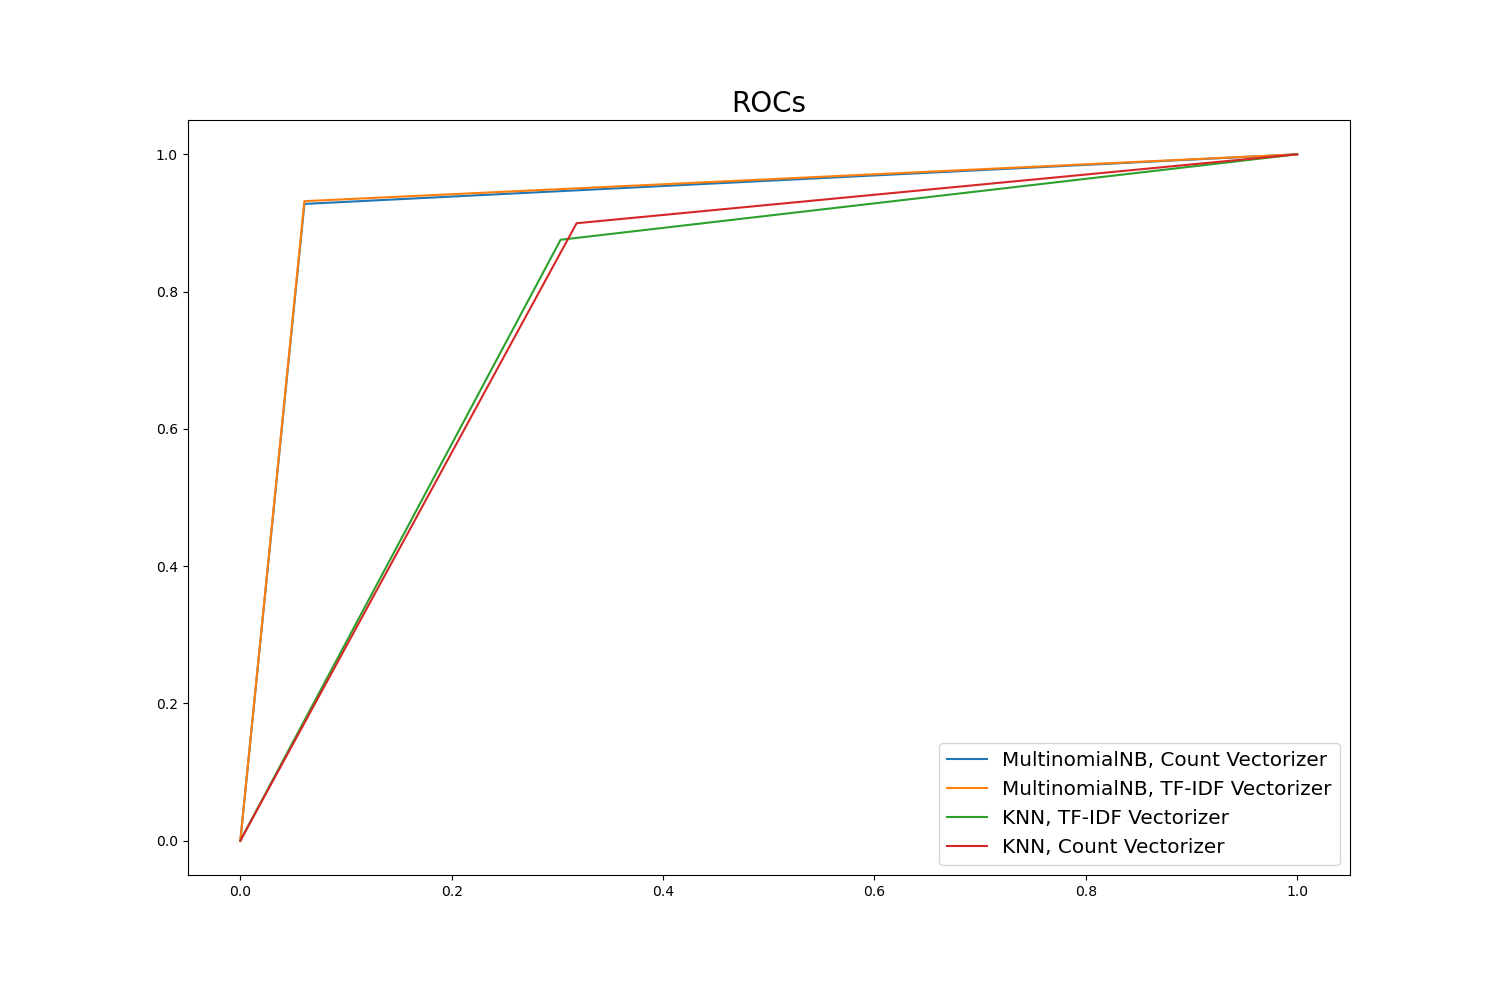 ROCs
1.0
0.8
0.6
0.4
0.2
0.0
0.0 0.2 0.4 0.6 0.8 1.0
MultinomialNB, Count Vectorizer
MultinomialNB, TF-IDF Vectorizer
KNN, TF-IDF Vectorizer
KNN, Count Vectorizer